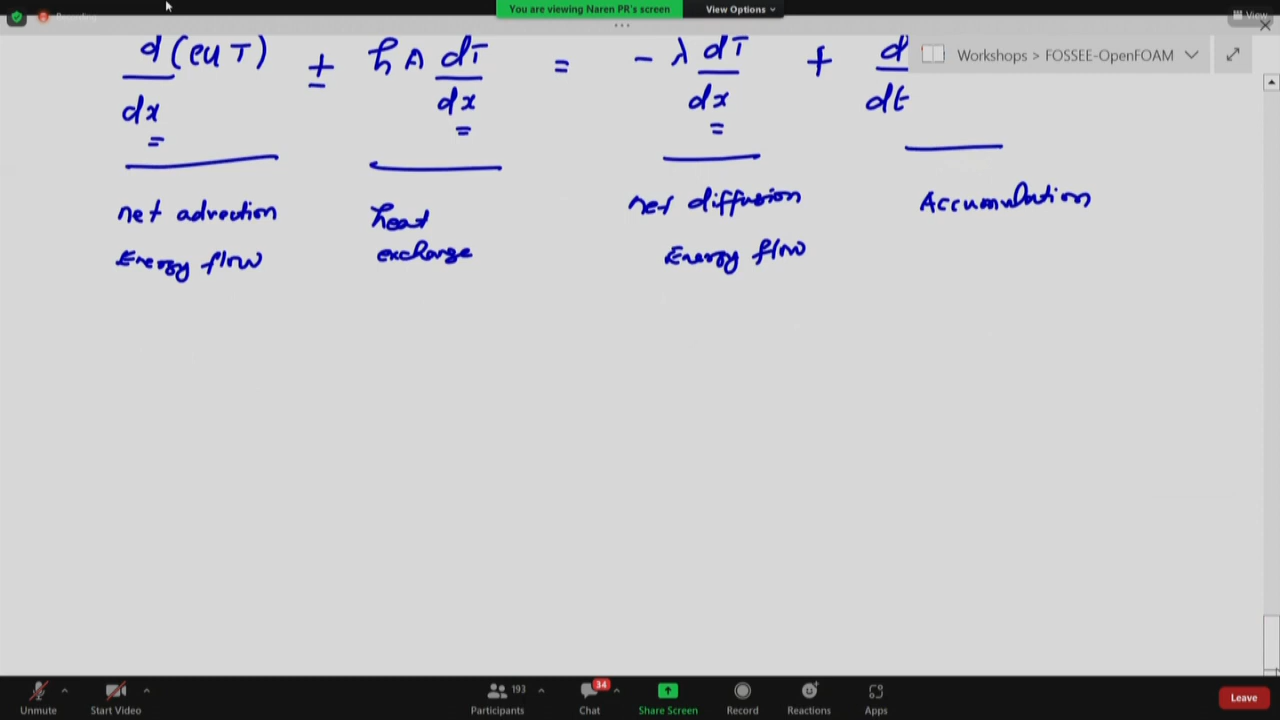 You are viewing Naren PR's screen
View Options
Recording
View
d (ρuT) ± h A dT = - λ dT + d
dx dx dx dt
Workshops > FOSSEE-OpenFOAM
net advection heat net diffusion Accumulation
Energy flow exchange Energy flow
Unmute
Start Video
Participants 193
Chat 34
Share Screen
Record
Reactions
Apps
Leave